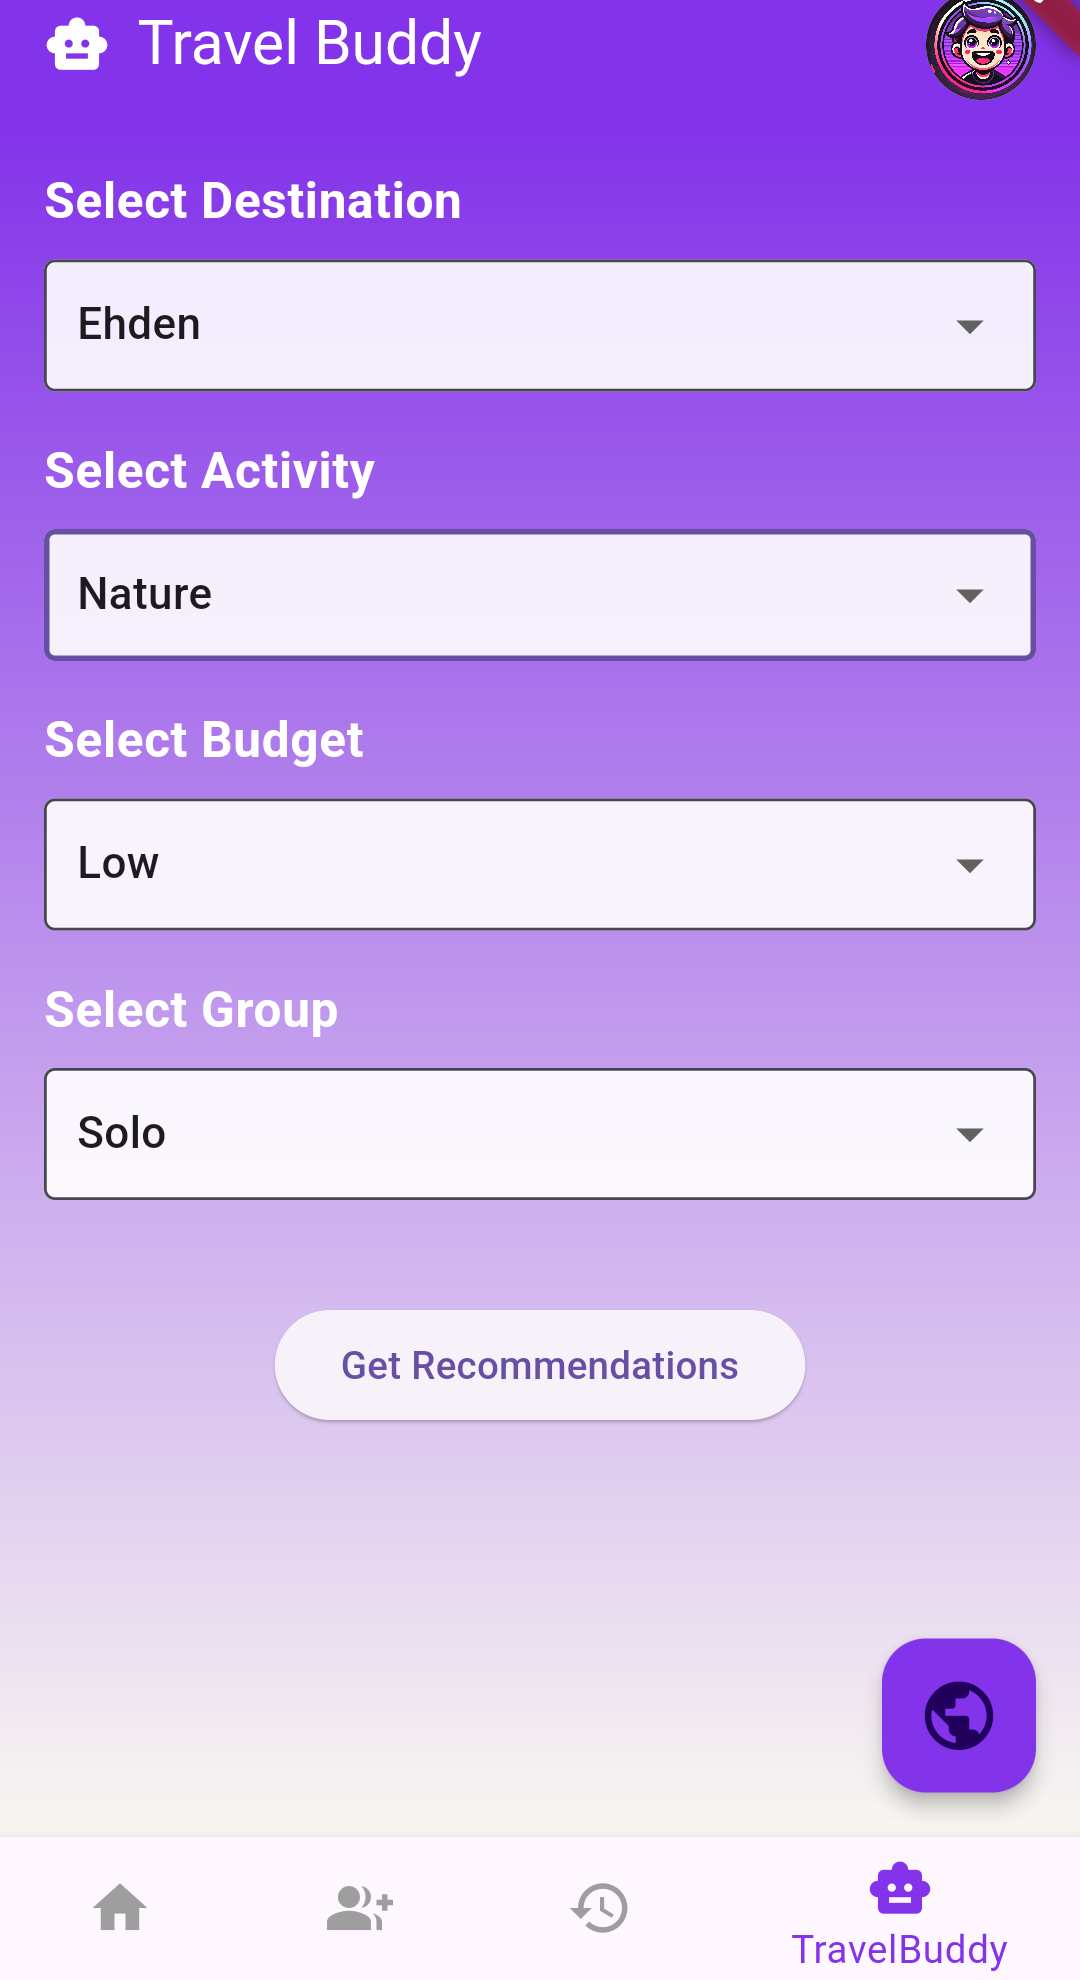 Travel Buddy
Select Destination
Ehden
Select Activity
Nature
Select Budget
Low
Select Group
Solo
Get Recommendations
TravelBuddy